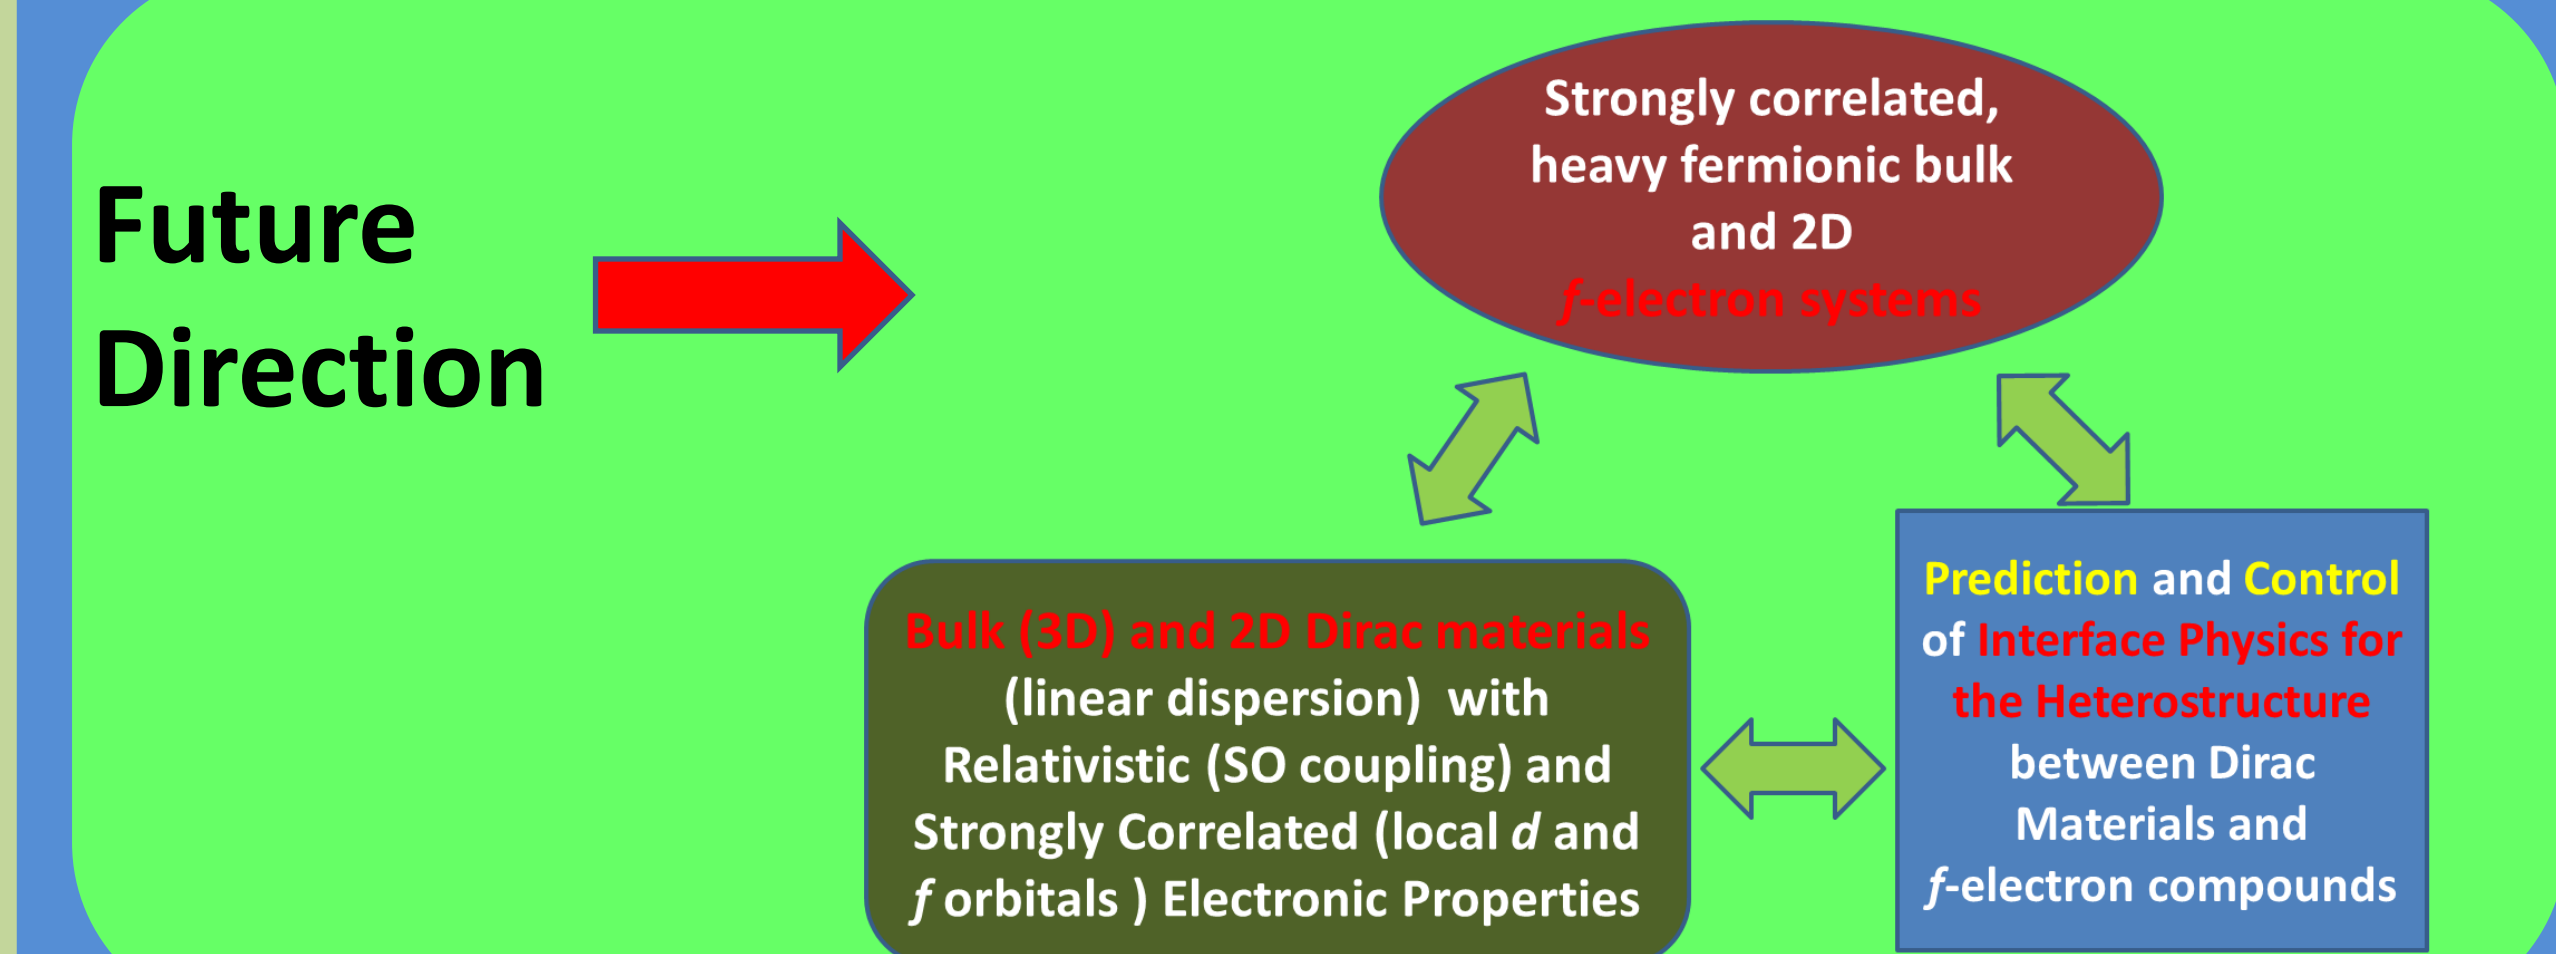 Future
Direction
Strongly correlated,
heavy fermionic bulk
and 2D
f-electron systems
Bulk (3D) and 2D Dirac materials
(linear dispersion)  with
Relativistic (SO coupling) and
Strongly Correlated (local d and
f orbitals ) Electronic Properties
Prediction and Control
of Interface Physics for
the Heterostructure
between Dirac
Materials and
f-electron compounds